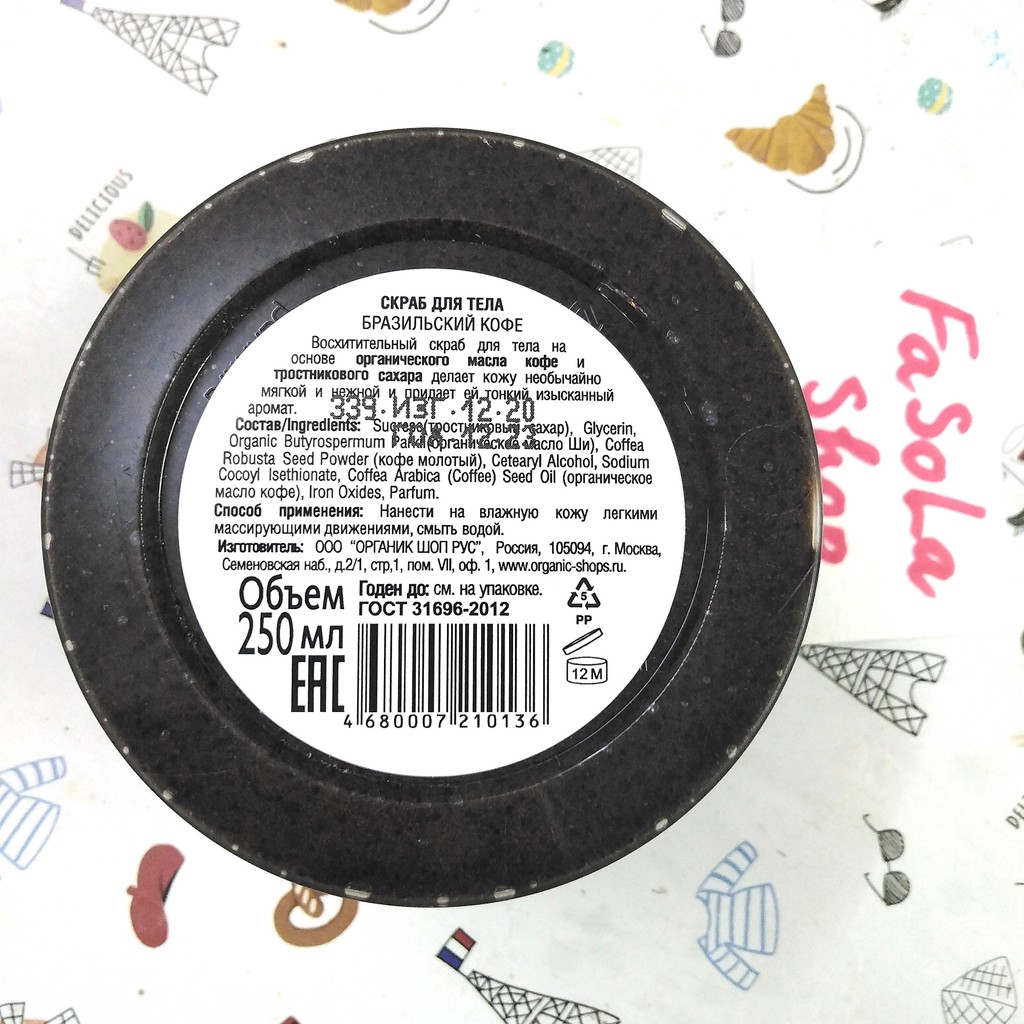 СКРАБ ДЛЯ ТЕЛА
БРАЗИЛЬСКИЙ КОФЕ
Восхитительный скраб для тела на
основе органического масла кофе и
тростникового сахара делает кожу необычайно
мягкой и нежной и придает ей тонкий изысканный
аромат.
339.ИЗГ.12.20
Состав/Ingredients: Sucrose(тростниковый сахар), Glycerin,
12.23
Organic Butyrospermum Parkii(органическое масло Ши), Coffea
Robusta Seed Powder (кофе молотый), Cetearyl Alcohol, Sodium
Cocoyl Isethionate, Coffea Arabica (Coffee) Seed Oil (органическое
масло кофе), Iron Oxides, Parfum.
Способ применения: Нанести на влажную кожу легкими
массирующими движениями, смыть водой.
Изготовитель: ООО "ОРГАНИК ШОП РУС", Россия, 105094, г. Москва,
Семеновская наб., д.2/1, стр,1, пом. VII, оф. 1, www.organic-shops.ru.
Объем
250 мл
Годен до: см. на упаковке.
ГОСТ 31696-2012
5
PP
12 M
EAC
4 680007 210136
FaSoLa
Shop
DELICIOUS